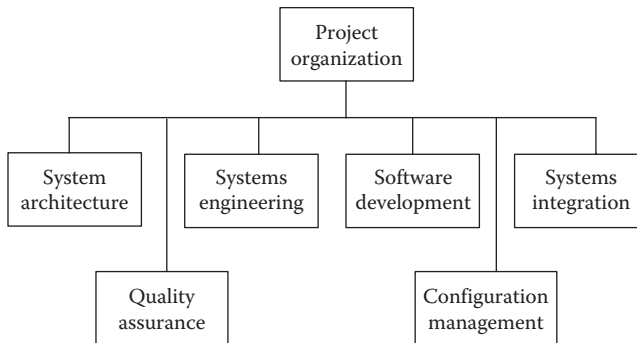 Project
organization
System
architecture
Systems
engineering
Software
development
Systems
integration
Quality
assurance
Configuration
management